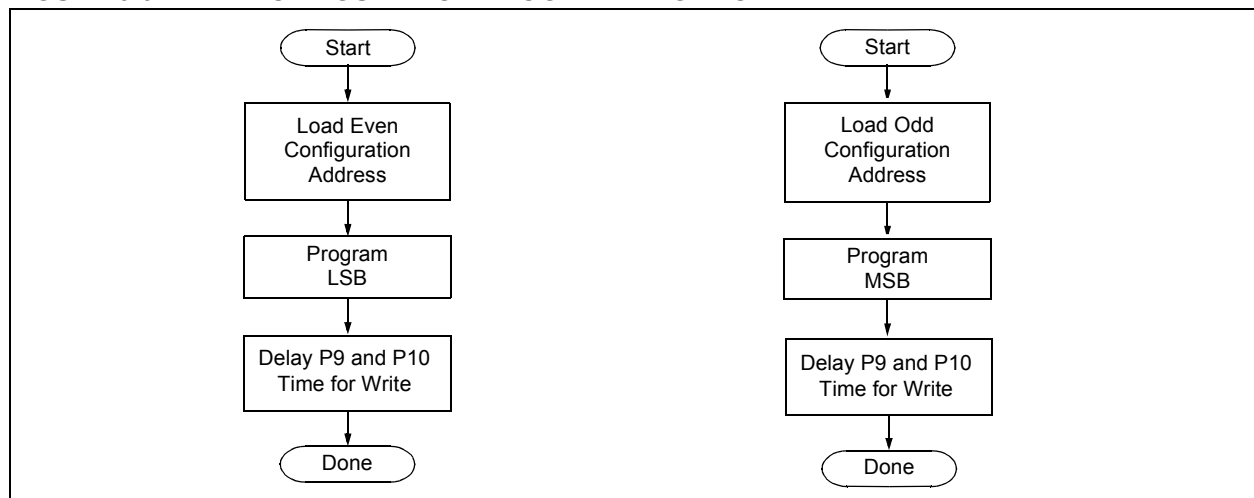 Start
Load Even
Configuration
Address
Program
LSB
Delay P9 and P10
Time for Write
Done
Start
Load Odd
Configuration
Address
Program
MSB
Delay P9 and P10
Time for Write
Done